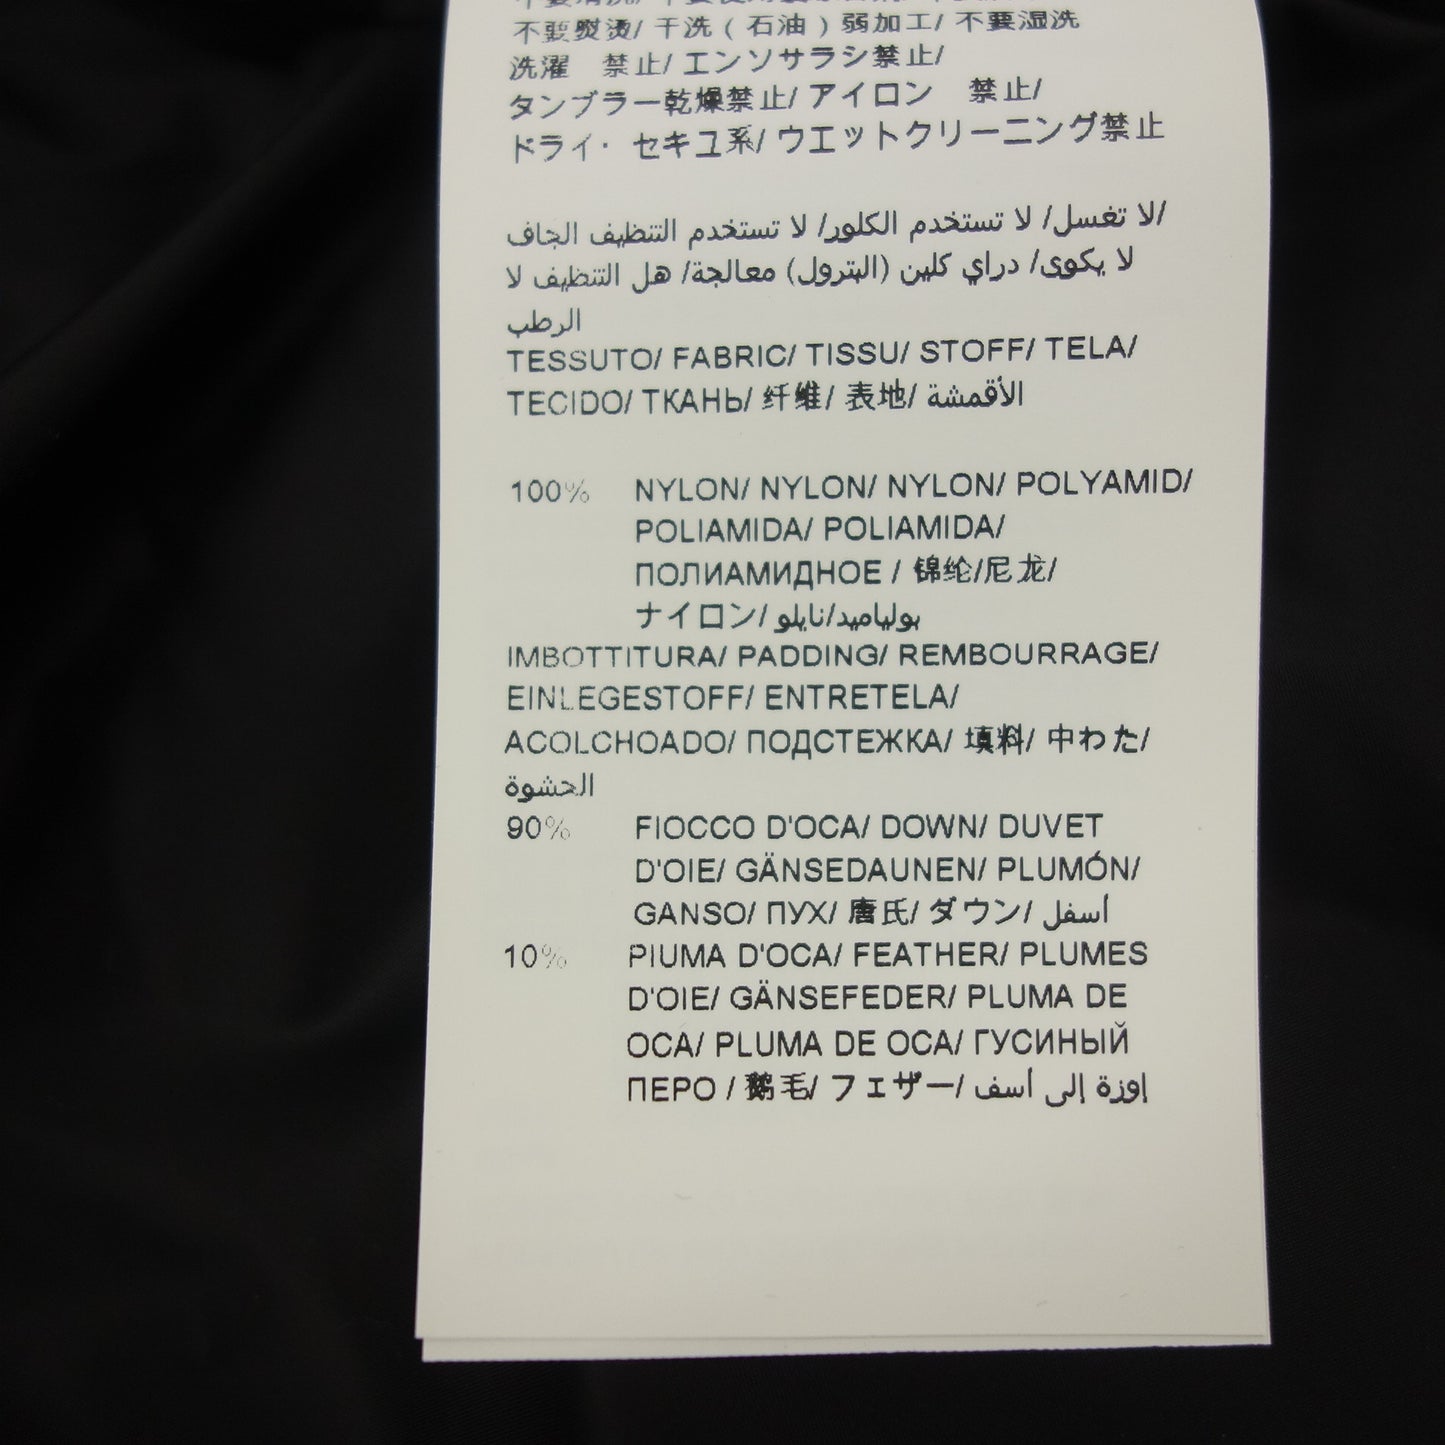 不要熨烫/ 干洗 ( 石油 ) 弱加工/ 不要湿洗
洗濯　禁止/ エンソサラシ禁止/
タンブラー乾燥禁止/ アイロン　禁止/
ドライ・ セキユ系/ ウエットクリーニング禁止
لا تغسل/ لا تستخدم الكلور/ لا تستخدم التنظيف الجاف/
لا يكوى/ دراي كلين (البترول) معالجة/ هل التنظيف لا
الرطب
TESSUTO/ FABRIC/ TISSU/ STOFF/ TELA/
TECIDO/ ТКАНЬ/ 纤维/ 表地/ الأقمشة
100% NYLON/ NYLON/ NYLON/ POLYAMID/
POLIAMIDA/ POLIAMIDA/
ПОЛИАМИДНОЕ / 锦纶/尼龙/
ナイロン/ بولياميد/نايلو
IMBOTTITURA/ PADDING/ REMBOURRAGE/
EINLEGESTOFF/ ENTRETELA/
ACOLCHOADO/ ПОДСТЕЖКА/ 填料/ 中わた/
الحشوة
90% FIOCCO D'OCA/ DOWN/ DUVET
D'OIE/ GÄNSEDAUNEN/ PLUMÓN/
GANSO/ ПУХ/ 唐氏/ ダウン/ أسفل
10% PIUMA D'OCA/ FEATHER/ PLUMES
D'OIE/ GÄNSEFEDER/ PLUMA DE
OCA/ PLUMA DE OCA/ ГУСИНЫЙ
ПЕРО / 鹅毛/ フェザー/ إوزة إلى أسف